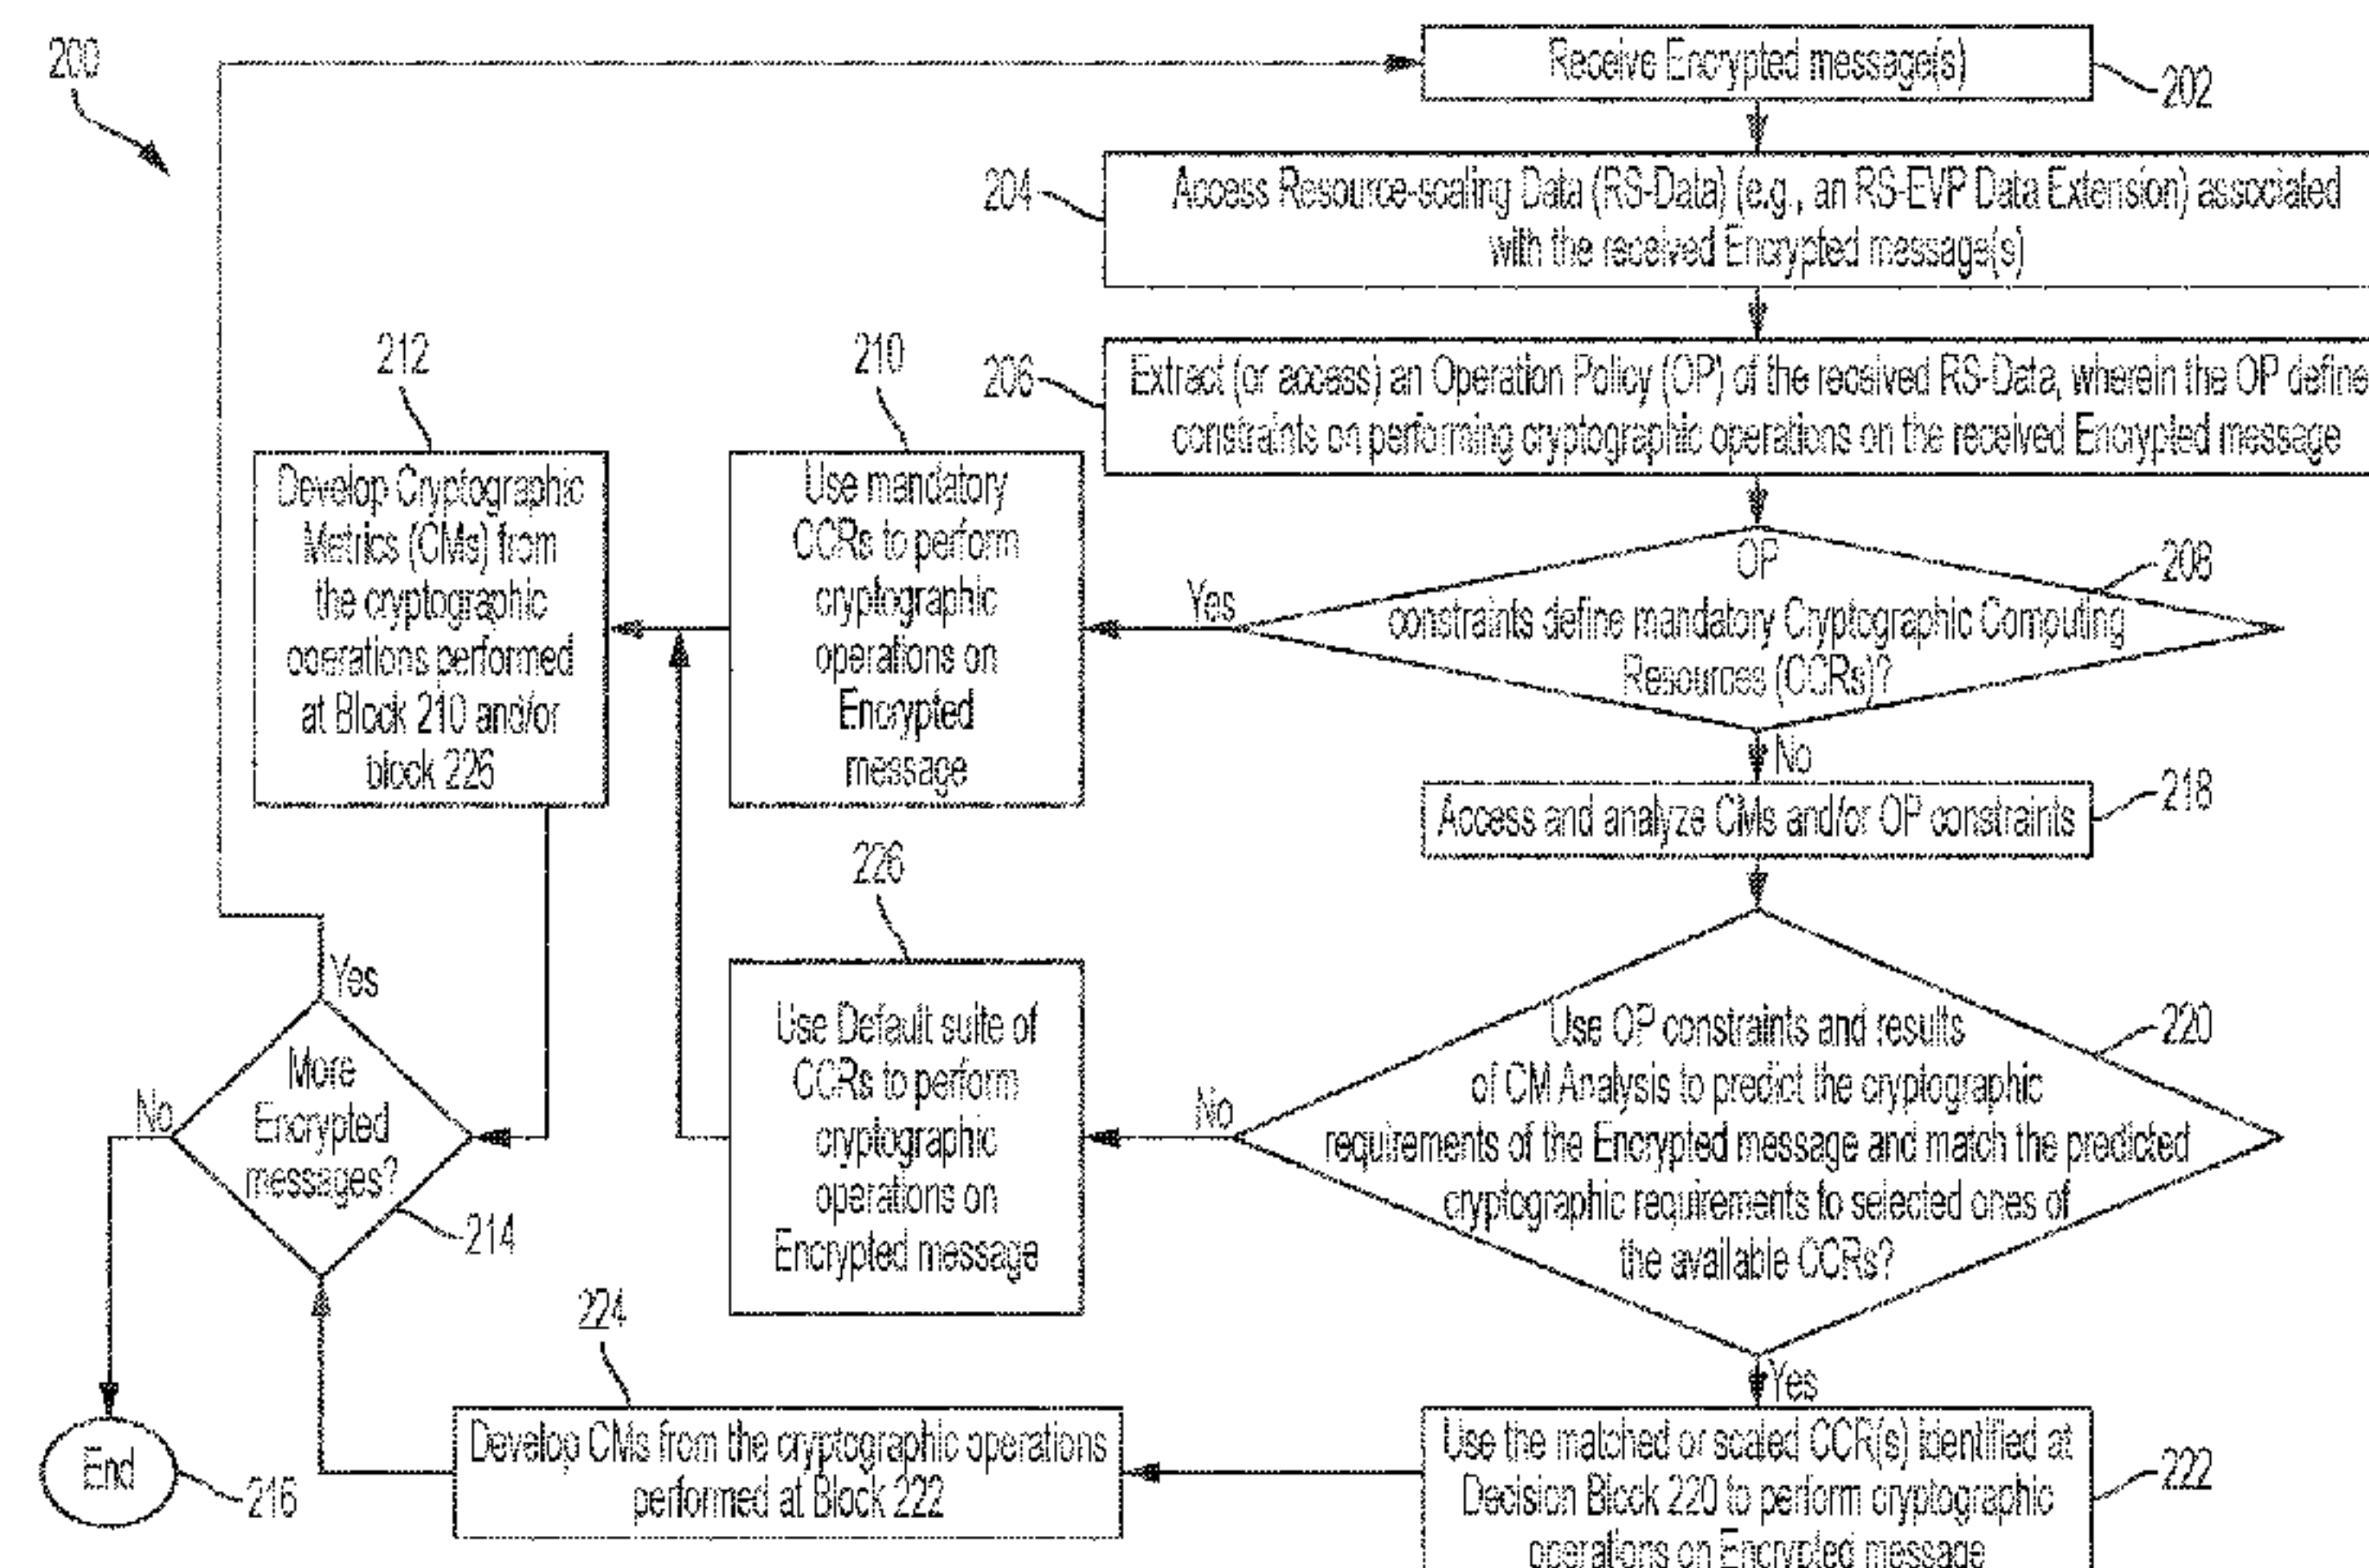 200
Receive Encrypted message(s)
202
204
Access Resource-scaling Data (RS-Data) (e.g., an RS-EVP Data Extension) associated
with the received Encrypted message(s)
206
Extract (or access) an Operation Policy (OP) of the received RS-Data, wherein the OP define
constraints on performing cryptographic operations on the received Encrypted message
OP
constraints define mandatory Cryptographic Computing
Resources (CCRs)?
208
Yes
No
210
Use mandatory
CCRs to perform
cryptographic
operations on
Encrypted
message
212
Develop Cryptographic
Metrics (CMs) from
the cryptographic
operations performed
at Block 210 and/or
block 226
Access and analyze CMs and/or OP constraints
218
Use OP constraints and results
of CM Analysis to predict the cryptographic
requirements of the Encrypted message and match the predicted
cryptographic requirements to selected ones of
the available CCRs?
220
No
Yes
226
Use Default suite of
CCRs to perform
cryptographic
operations on
Encrypted message
Yes
More
Encrypted
messages?
No
214
End
216
224
Develop CMs from the cryptographic operations
performed at Block 222
Use the matched or scaled CCR(s) identified at
Decision Block 220 to perform cryptographic
operations on Encrypted message
222